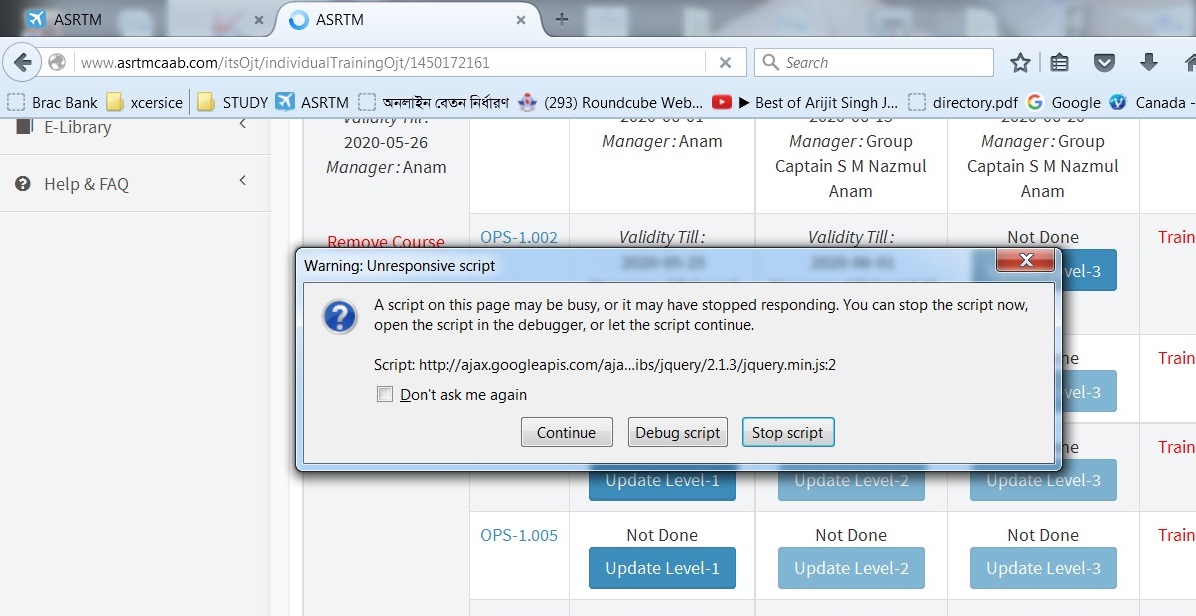 ASRTM
ASRTM
www.asrtmcaab.com/itsOjt/individualTrainingOjt/1450172161
Search
Brac Bank
xcersice
STUDY
ASRTM
অনলাইন বেতন নির্ধারণ
(293) Roundcube Web...
► Best of Arijit Singh J...
directory.pdf
Google
Canada -
E-Library
Help & FAQ
Validity Till :
2020-05-26
Manager : Anam
Manager : Anam
Manager : Group
Captain S M Nazmul
Anam
Manager : Group
Captain S M Nazmul
Anam
Remove Course
OPS-1.002
Validity Till :
Validity Till :
Not Done
Train
vel-3
Warning: Unresponsive script
A script on this page may be busy, or it may have stopped responding. You can stop the script now,
open the script in the debugger, or let the script continue.
Script: http://ajax.googleapis.com/aja...ibs/jquery/2.1.3/jquery.min.js:2
Don't ask me again
Continue
Debug script
Stop script
ne
Train
vel-3
ne
Train
Update Level-1
Update Level-2
Update Level-3
OPS-1.005
Not Done
Not Done
Not Done
Train
Update Level-1
Update Level-2
Update Level-3